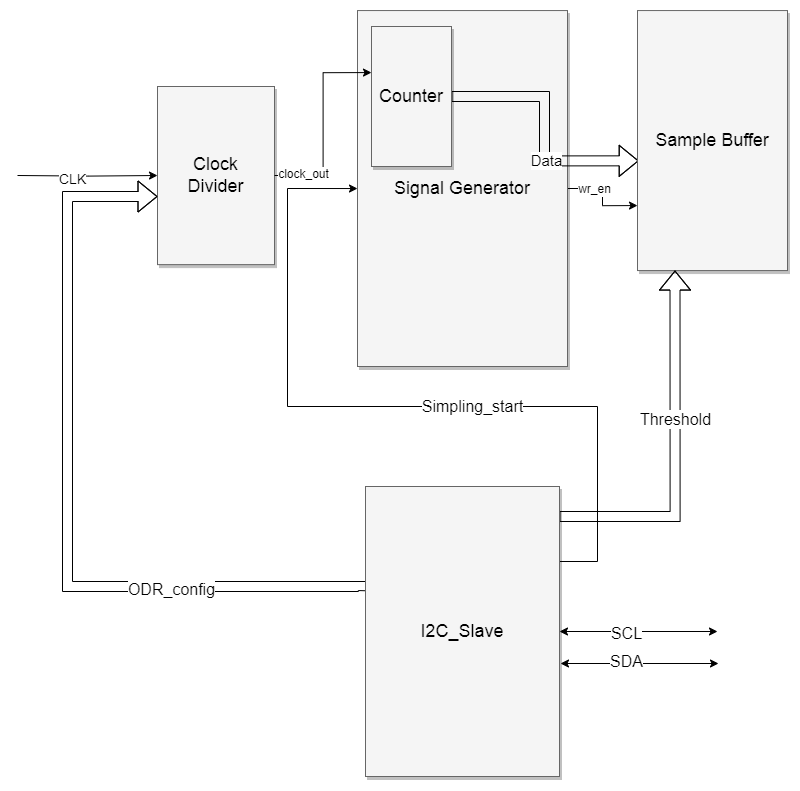 Counter
Sample Buffer
Clock
Divider
CLK
clock_out
Data
Signal Generator
wr_en
Simpling_start
Threshold
ODR_config
I2C_Slave
SCL
SDA